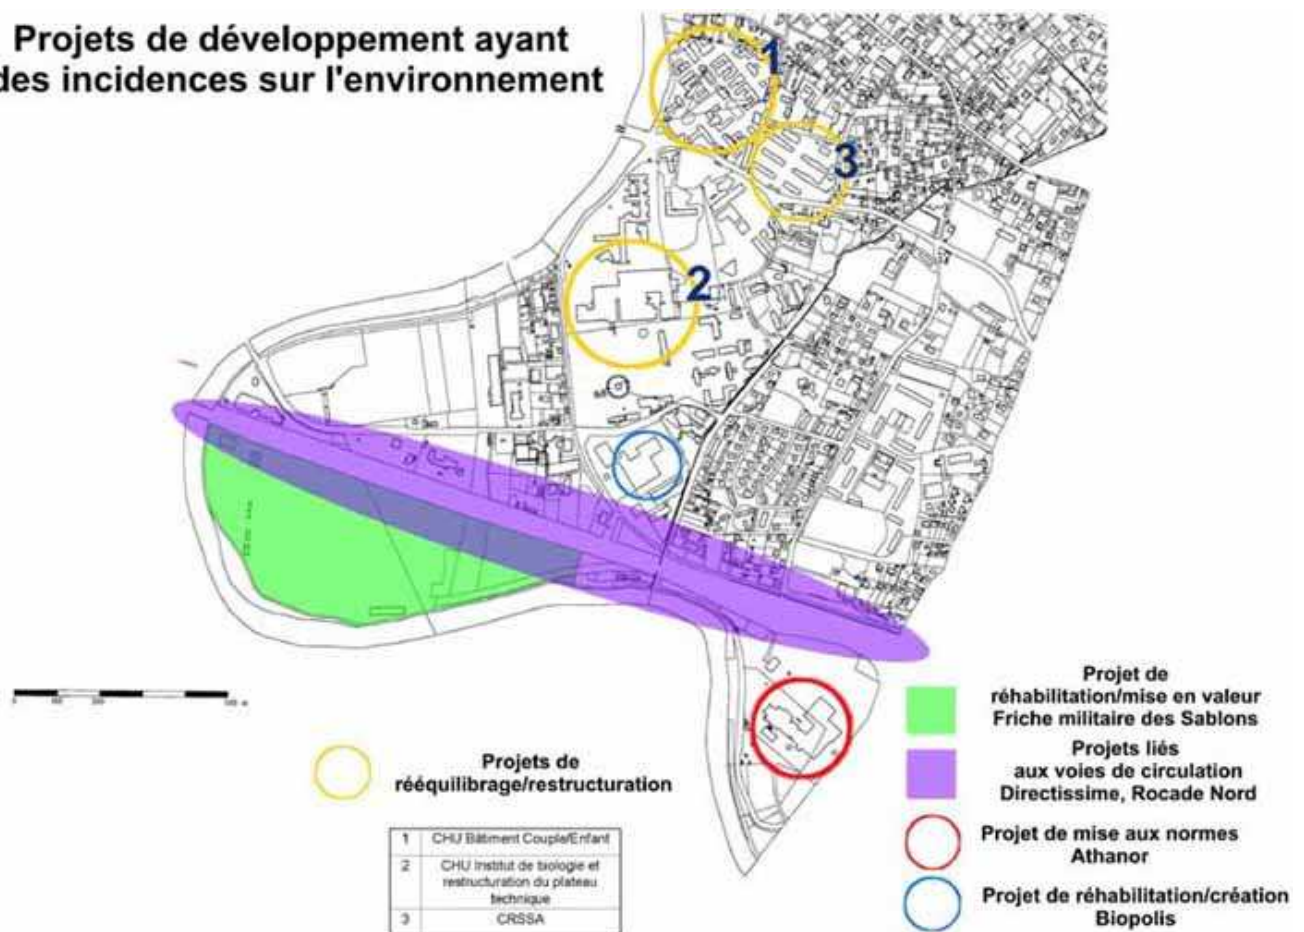 Projets de développement ayant
des incidences sur l'environnement
1
3
2
Projets de
rééquilibrage/restructuration
1 CHU Bâtiment Couple/Enfant
2 CHU Institut de biologie et
restructuration du plateau
technique
3 CRSSA
Projet de
réhabilitation/mise en valeur
Friche militaire des Sablons
Projets liés
aux voies de circulation
Directissime, Rocade Nord
Projet de mise aux normes
Athanor
Projet de réhabilitation/création
Biopolis